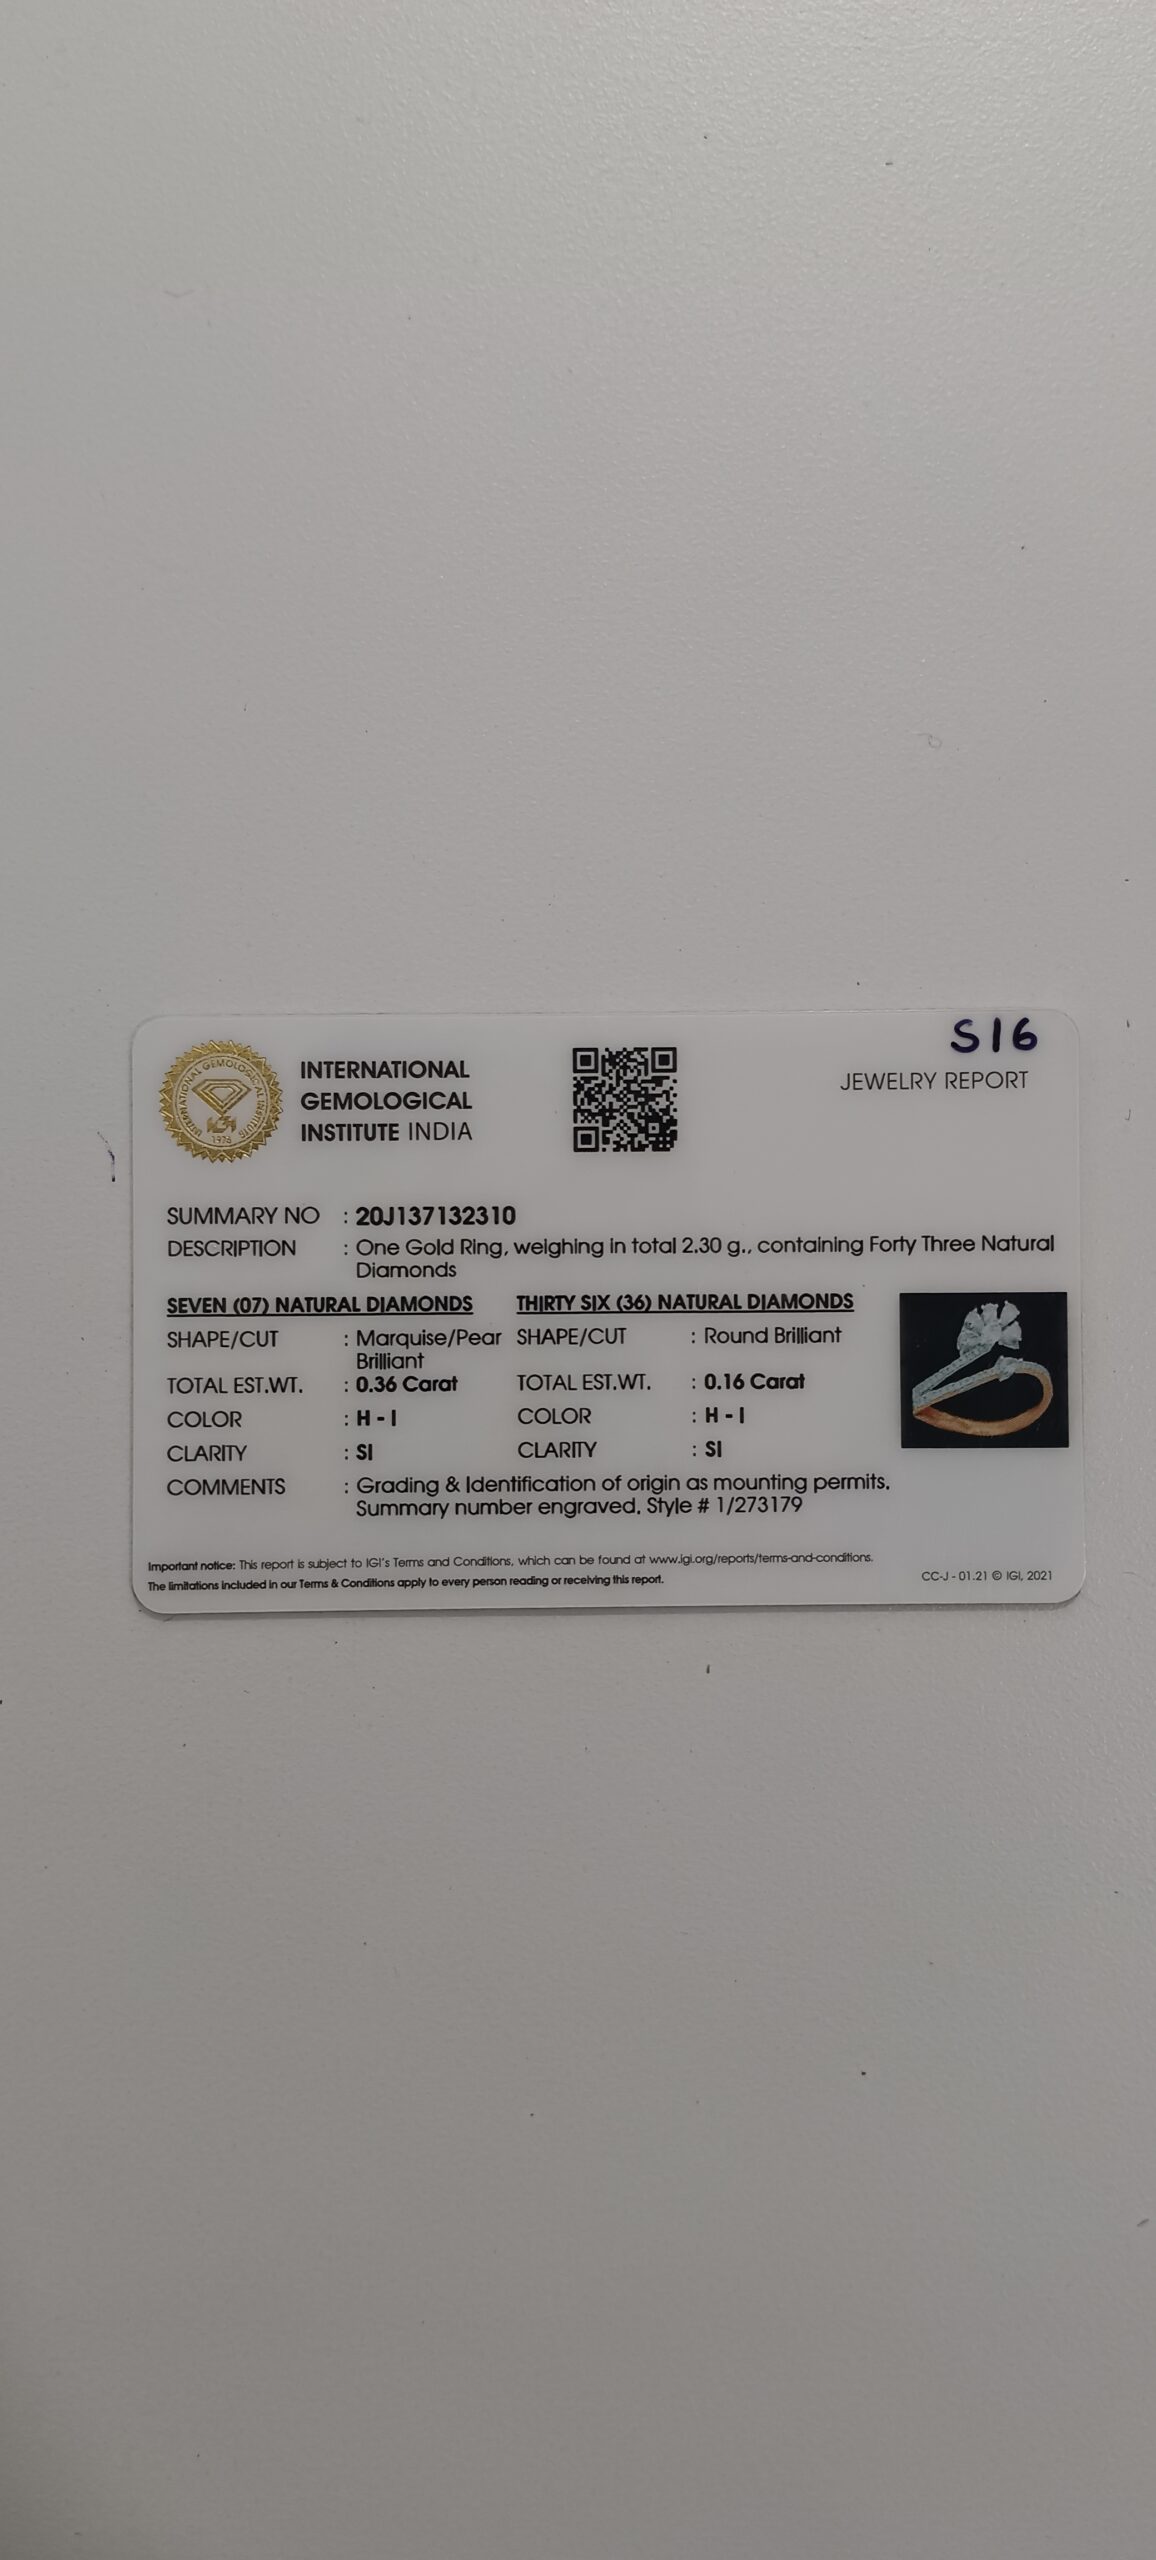 S16
INTERNATIONAL
GEMOLOGICAL
INSTITUTE INDIA
JEWELRY REPORT
INTERNATIONAL GEMOLOGICAL INSTITUTE
IGI
SUMMARY NO : 20J137132310
DESCRIPTION : One Gold Ring, weighing in total 2.30 g., containing Forty Three Natural
Diamonds
SEVEN (07) NATURAL DIAMONDS
SHAPE/CUT : Marquise/Pear
Brilliant
TOTAL EST.WT. : 0.36 Carat
COLOR : H - I
CLARITY : SI
THIRTY SIX (36) NATURAL DIAMONDS
SHAPE/CUT : Round Brilliant
TOTAL EST.WT. : 0.16 Carat
COLOR : H - I
CLARITY : SI
COMMENTS : Grading & Identification of origin as mounting permits.
Summary number engraved. Style # 1/273179
Important notice: This report is subject to IGI's Terms and Conditions, which can be found at www.igi.org/reports/terms-and-conditions.
The limitations included in our Terms & Conditions apply to every person reading or receiving this report.
CC-J - 01.21 © IGI, 2021